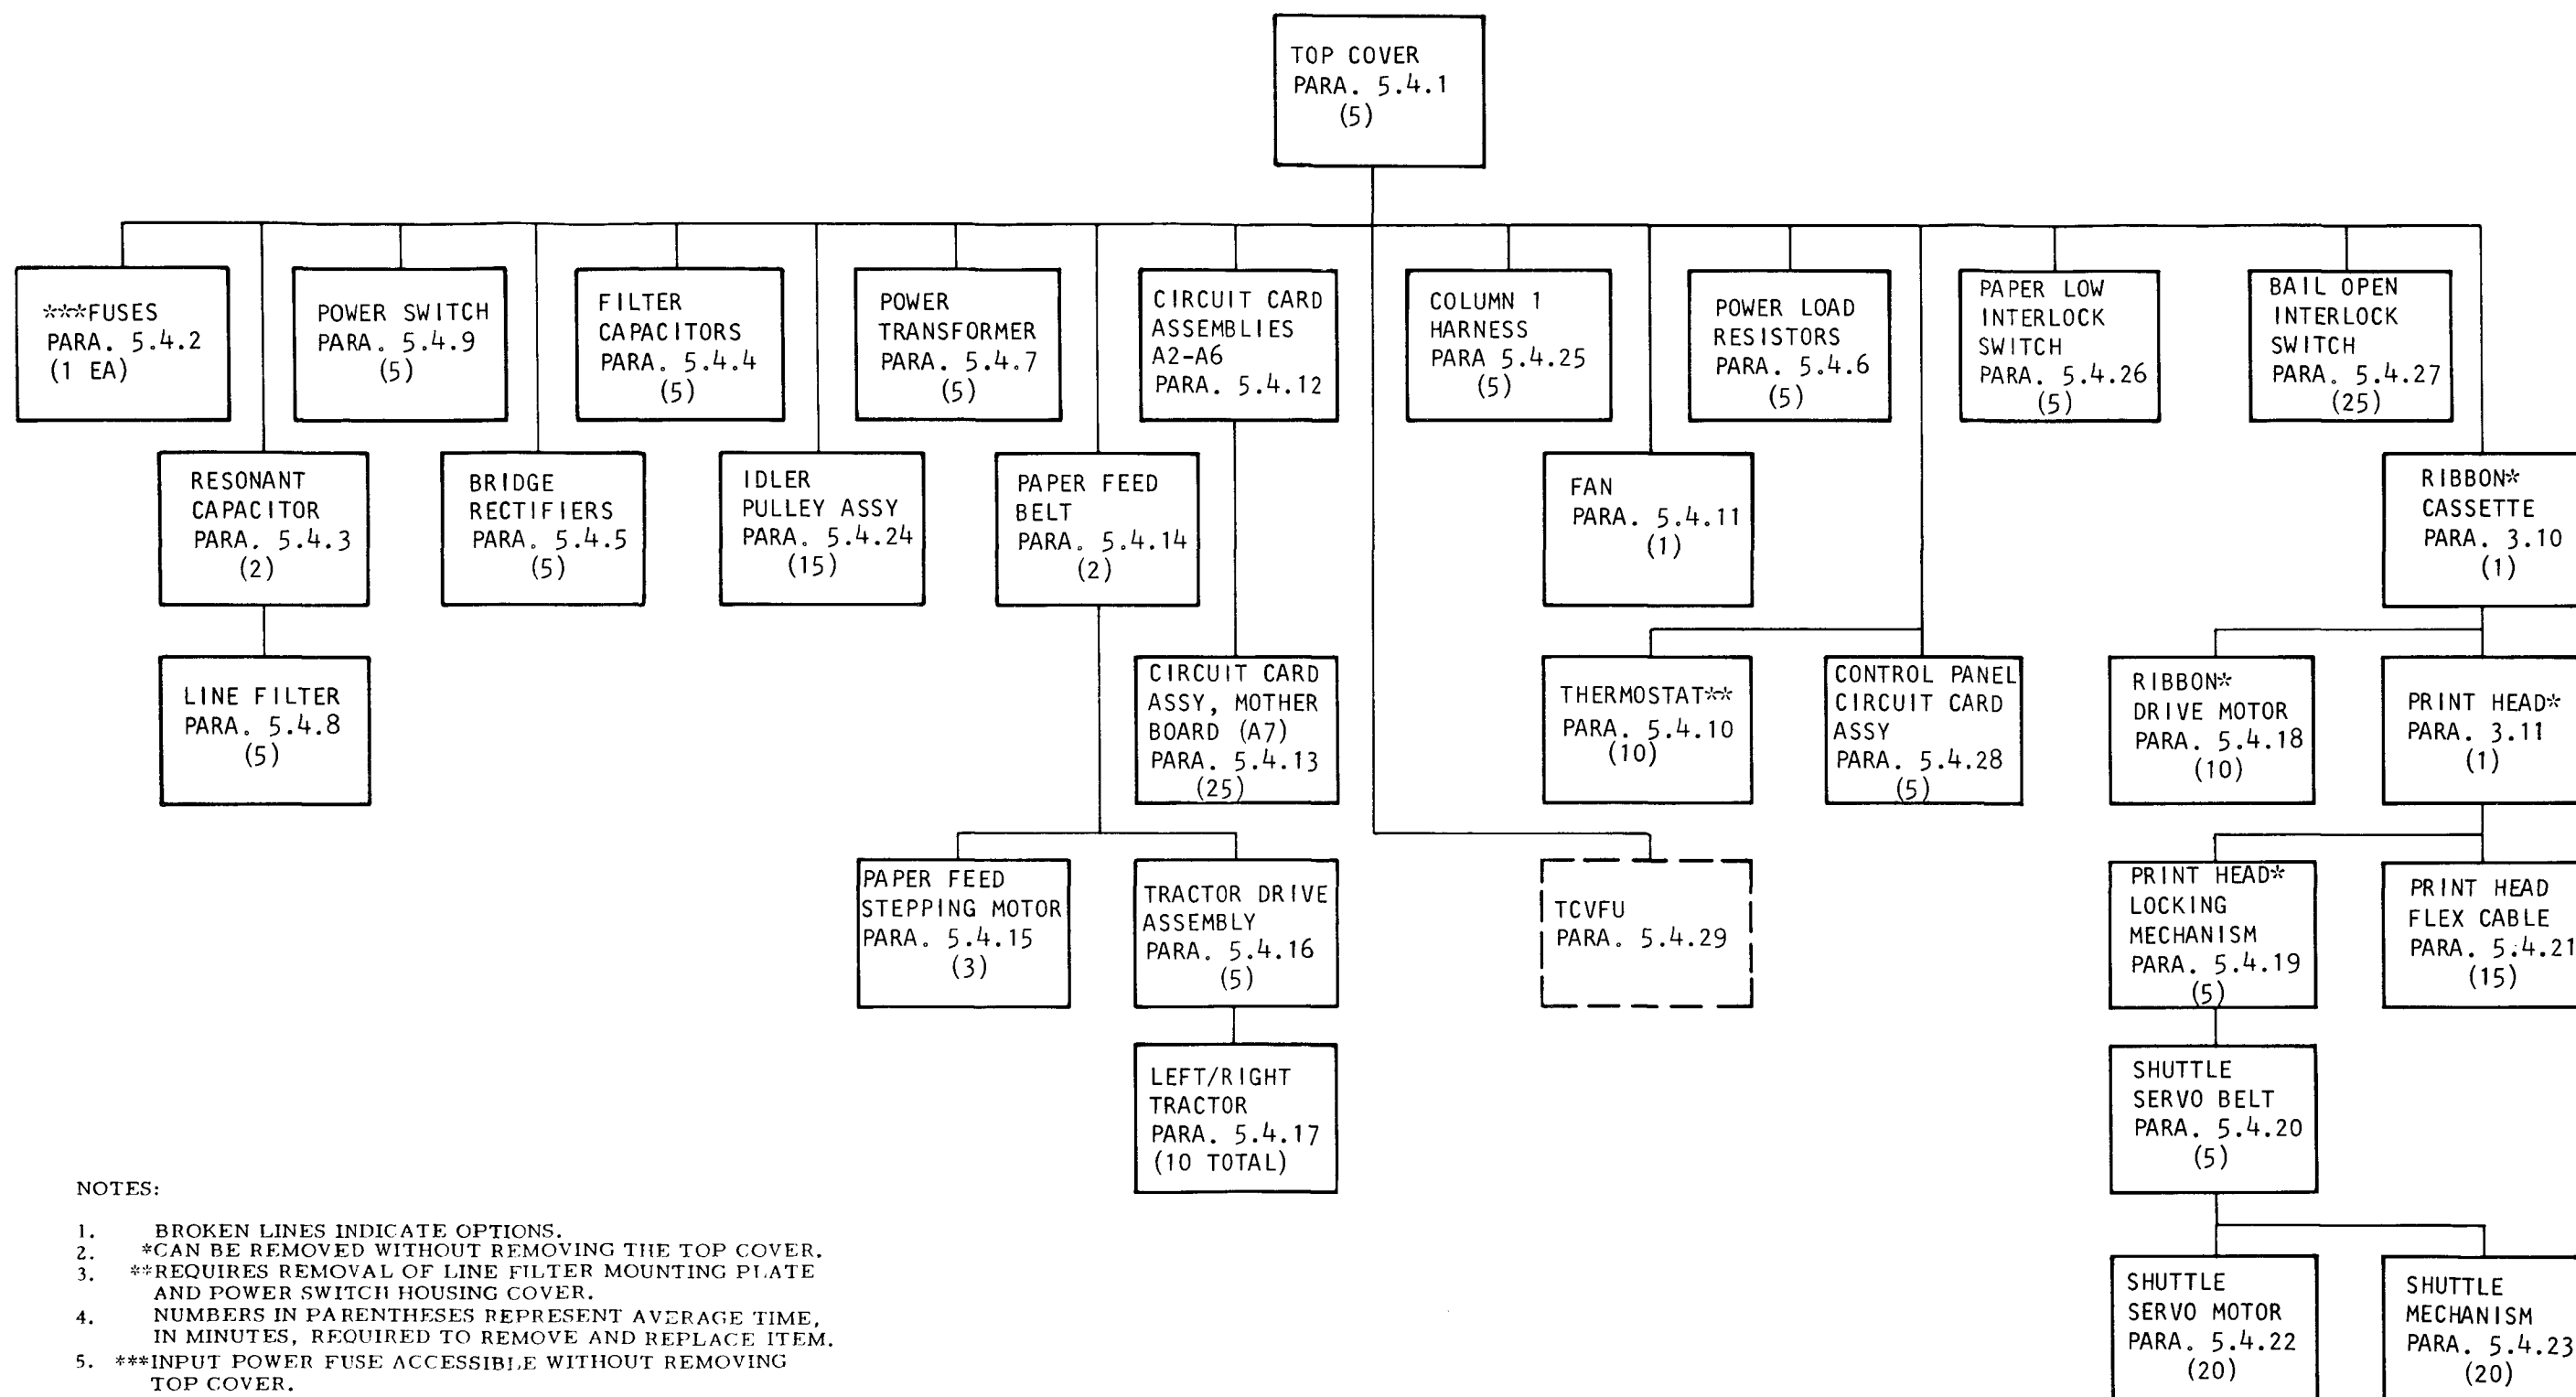 TOP COVER
PARA. 5.4.1
(5)
***FUSES
PARA. 5.4.2
(1 EA)
POWER SWITCH
PARA. 5.4.9
(5)
FILTER
CAPACITORS
PARA. 5.4.4
(5)
POWER
TRANSFORMER
PARA. 5.4.7
(5)
CIRCUIT CARD
ASSEMBLIES
A2-A6
PARA. 5.4.12
COLUMN 1
HARNESS
PARA 5.4.25
(5)
POWER LOAD
RESISTORS
PARA. 5.4.6
(5)
PAPER LOW
INTERLOCK
SWITCH
PARA. 5.4.26
(5)
BAIL OPEN
INTERLOCK
SWITCH
PARA. 5.4.27
(25)
RESONANT
CAPACITOR
PARA. 5.4.3
(2)
BRIDGE
RECTIFIERS
PARA. 5.4.5
(5)
IDLER
PULLEY ASSY
PARA. 5.4.24
(15)
PAPER FEED
BELT
PARA. 5.4.14
(2)
FAN
PARA. 5.4.11
(1)
RIBBON*
CASSETTE
PARA. 3.10
(1)
LINE FILTER
PARA. 5.4.8
(5)
CIRCUIT CARD
ASSY, MOTHER
BOARD (A7)
PARA. 5.4.13
(25)
THERMOSTAT**
PARA. 5.4.10
(10)
CONTROL PANEL
CIRCUIT CARD
ASSY
PARA. 5.4.28
(5)
RIBBON*
DRIVE MOTOR
PARA. 5.4.18
(10)
PRINT HEAD*
PARA. 3.11
(1)
PAPER FEED
STEPPING MOTOR
PARA. 5.4.15
(3)
TRACTOR DRIVE
ASSEMBLY
PARA. 5.4.16
(5)
TCVFU
PARA. 5.4.29
PRINT HEAD*
LOCKING
MECHANISM
PARA. 5.4.19
(5)
PRINT HEAD
FLEX CABLE
PARA. 5.4.21
(15)
LEFT/RIGHT
TRACTOR
PARA. 5.4.17
(10 TOTAL)
SHUTTLE
SERVO BELT
PARA. 5.4.20
(5)
SHUTTLE
SERVO MOTOR
PARA. 5.4.22
(20)
SHUTTLE
MECHANISM
PARA. 5.4.23
(20)
NOTES:
1. BROKEN LINES INDICATE OPTIONS.
2. *CAN BE REMOVED WITHOUT REMOVING THE TOP COVER.
3. **REQUIRES REMOVAL OF LINE FILTER MOUNTING PLATE
AND POWER SWITCH HOUSING COVER.
4. NUMBERS IN PARENTHESES REPRESENT AVERAGE TIME,
IN MINUTES, REQUIRED TO REMOVE AND REPLACE ITEM.
5. ***INPUT POWER FUSE ACCESSIBLE WITHOUT REMOVING
TOP COVER.